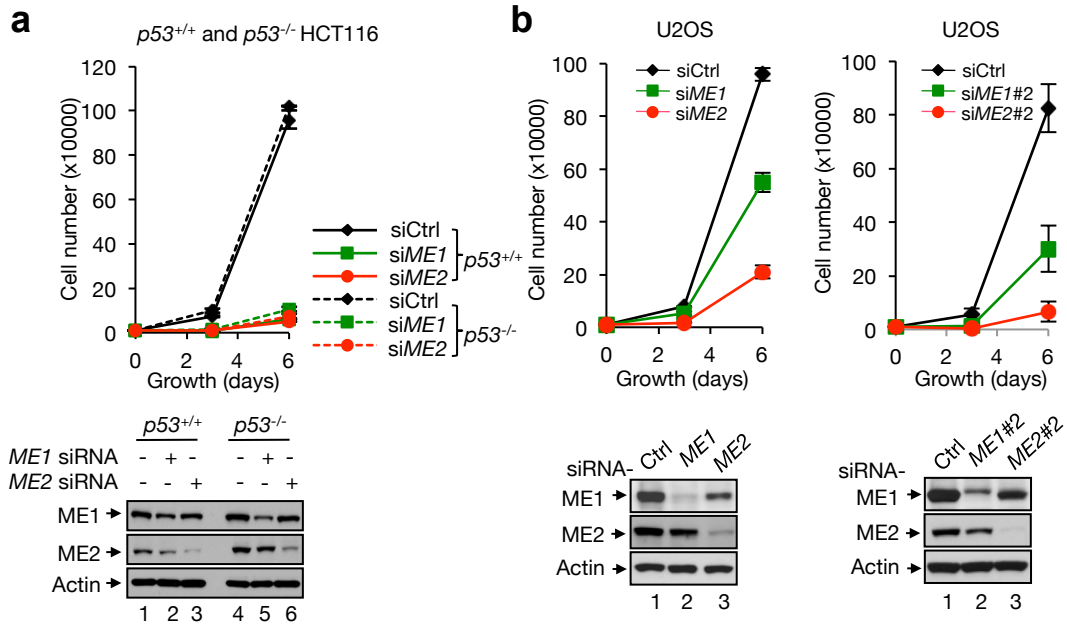 a
p53+/+ and p53-/- HCT116
Cell number (x10000)
120
100
80
60
40
20
0
0 2 4 6
Growth (days)
siCtrl
siME1
siME2
p53+/+
siCtrl
siME1
siME2
p53-/-
p53+/+ p53-/-
ME1 siRNA - + - - + -
ME2 siRNA - - + - - +
ME1
ME2
Actin
1 2 3 4 5 6
b
U2OS
siCtrl
siME1
siME2
Cell number (x10000)
100
80
60
40
20
0
0 2 4 6
Growth (days)
siRNA- Ctrl ME1 ME2
ME1
ME2
Actin
1 2 3
U2OS
siCtrl
siME1#2
siME2#2
Cell number (x10000)
100
80
60
40
20
0
0 2 4 6
Growth (days)
siRNA- Ctrl ME1#2 ME2#2
ME1
ME2
Actin
1 2 3